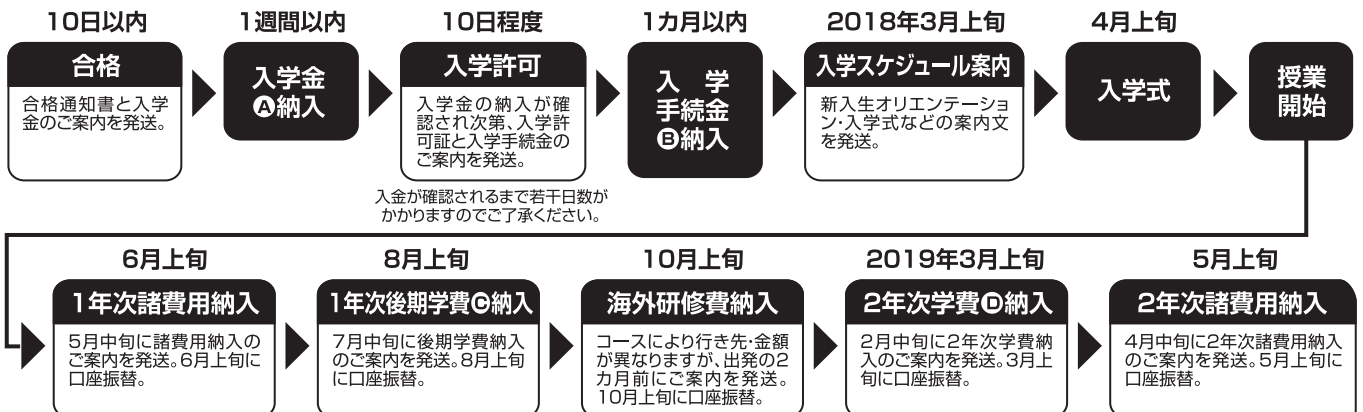 10日以内
合格
合格通知書と入学
金のご案内を発送。
1週間以内
入学金
Ⓐ納入
10日程度
入学許可
入学金の納入が確
認され次第、入学許
可証と入学手続金の
ご案内を発送。
入金が確認されるまで若干日数が
かかりますのでご了承ください。
1カ月以内
入 学
手続金
Ⓑ納入
2018年3月上旬
入学スケジュール案内
新入生オリエンテーショ
ン・入学式などの案内文
を発送。
4月上旬
入学式
授業
開始
6月上旬
1年次諸費用納入
5月中旬に諸費用納入の
ご案内を発送。6月上旬に
口座振替。
8月上旬
1年次後期学費Ⓒ納入
7月中旬に後期学費納入
のご案内を発送。8月上旬
に口座振替。
10月上旬
海外研修費納入
コースにより行き先・金額
が異なりますが、出発の2
カ月前にご案内を発送。
10月上旬に口座振替。
2019年3月上旬
2年次学費Ⓓ納入
2月中旬に2年次学費納
入のご案内を発送。3月上
旬に口座振替。
5月上旬
2年次諸費用納入
4月中旬に2年次諸費用納入
のご案内を発送。5月上旬に
口座振替。